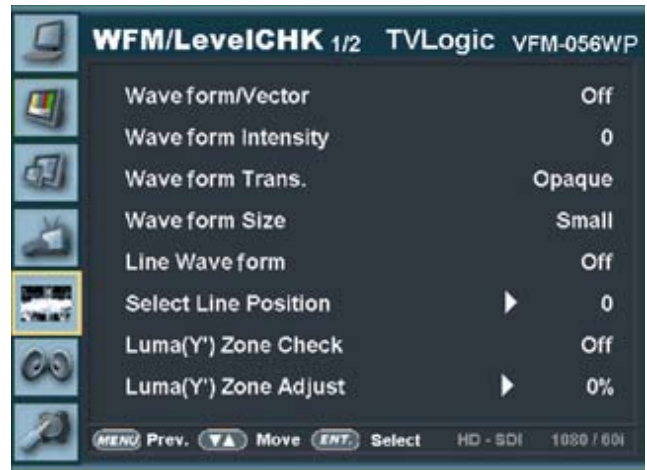 WFM/LevelCHK 1/2 TVLogic VFM-056WP
Wave form/Vector Off
Wave form Intensity 0
Wave form Trans. Opaque
Wave form Size Small
Line Wave form Off
Select Line Position ▶ 0
Luma(Y') Zone Check Off
Luma(Y') Zone Adjust ▶ 0%
MENU Prev. ▼▲ Move ENT. Select HD - SDI 1080 / 60i